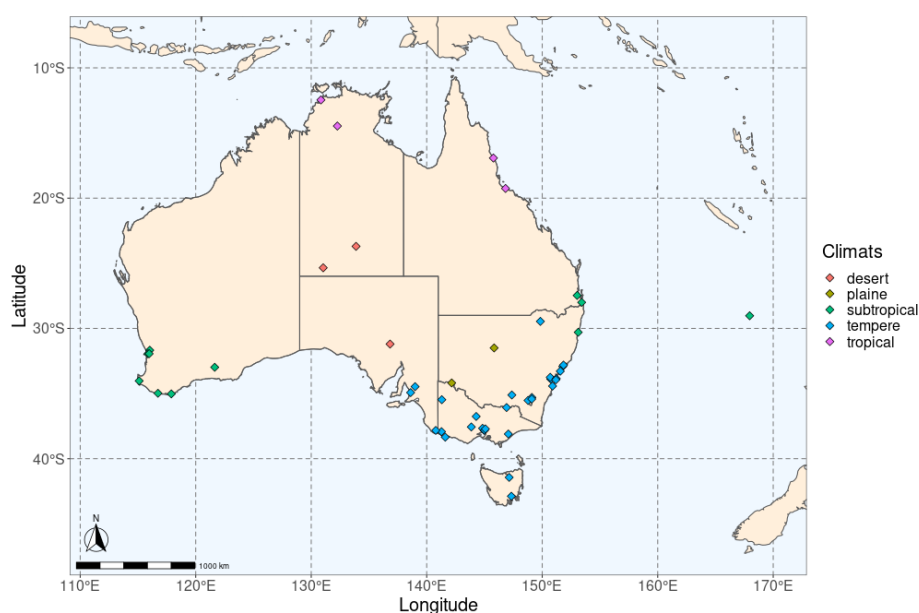 10°S
20°S
30°S
40°S
Latitude
N
1000 km
110°E 120°E 130°E 140°E 150°E 160°E 170°E
Longitude
Climats
desert
plaine
subtropical
tempere
tropical